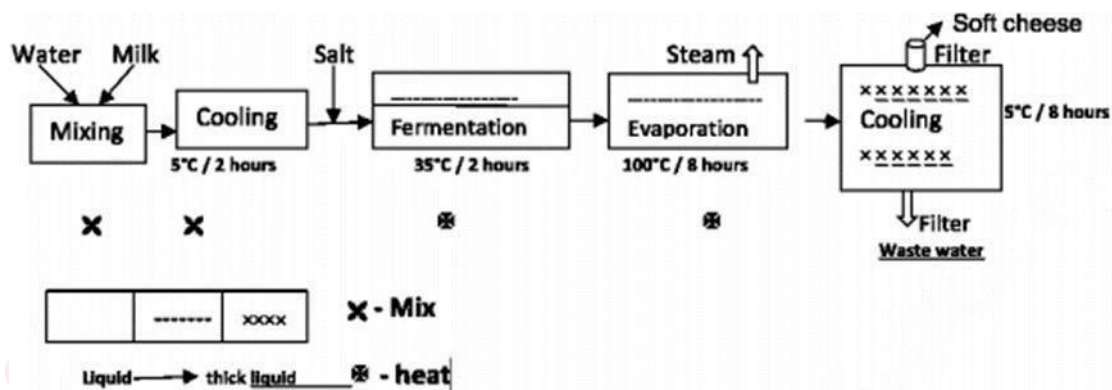 Soft cheese
Water Milk Salt Steam Filter
Mixing Cooling Fermentation Evaporation Cooling
5°C / 2 hours 35°C / 2 hours 100°C / 8 hours 5°C / 8 hours
Filter
Waste water
- Mix
Liquid thick liquid - heat